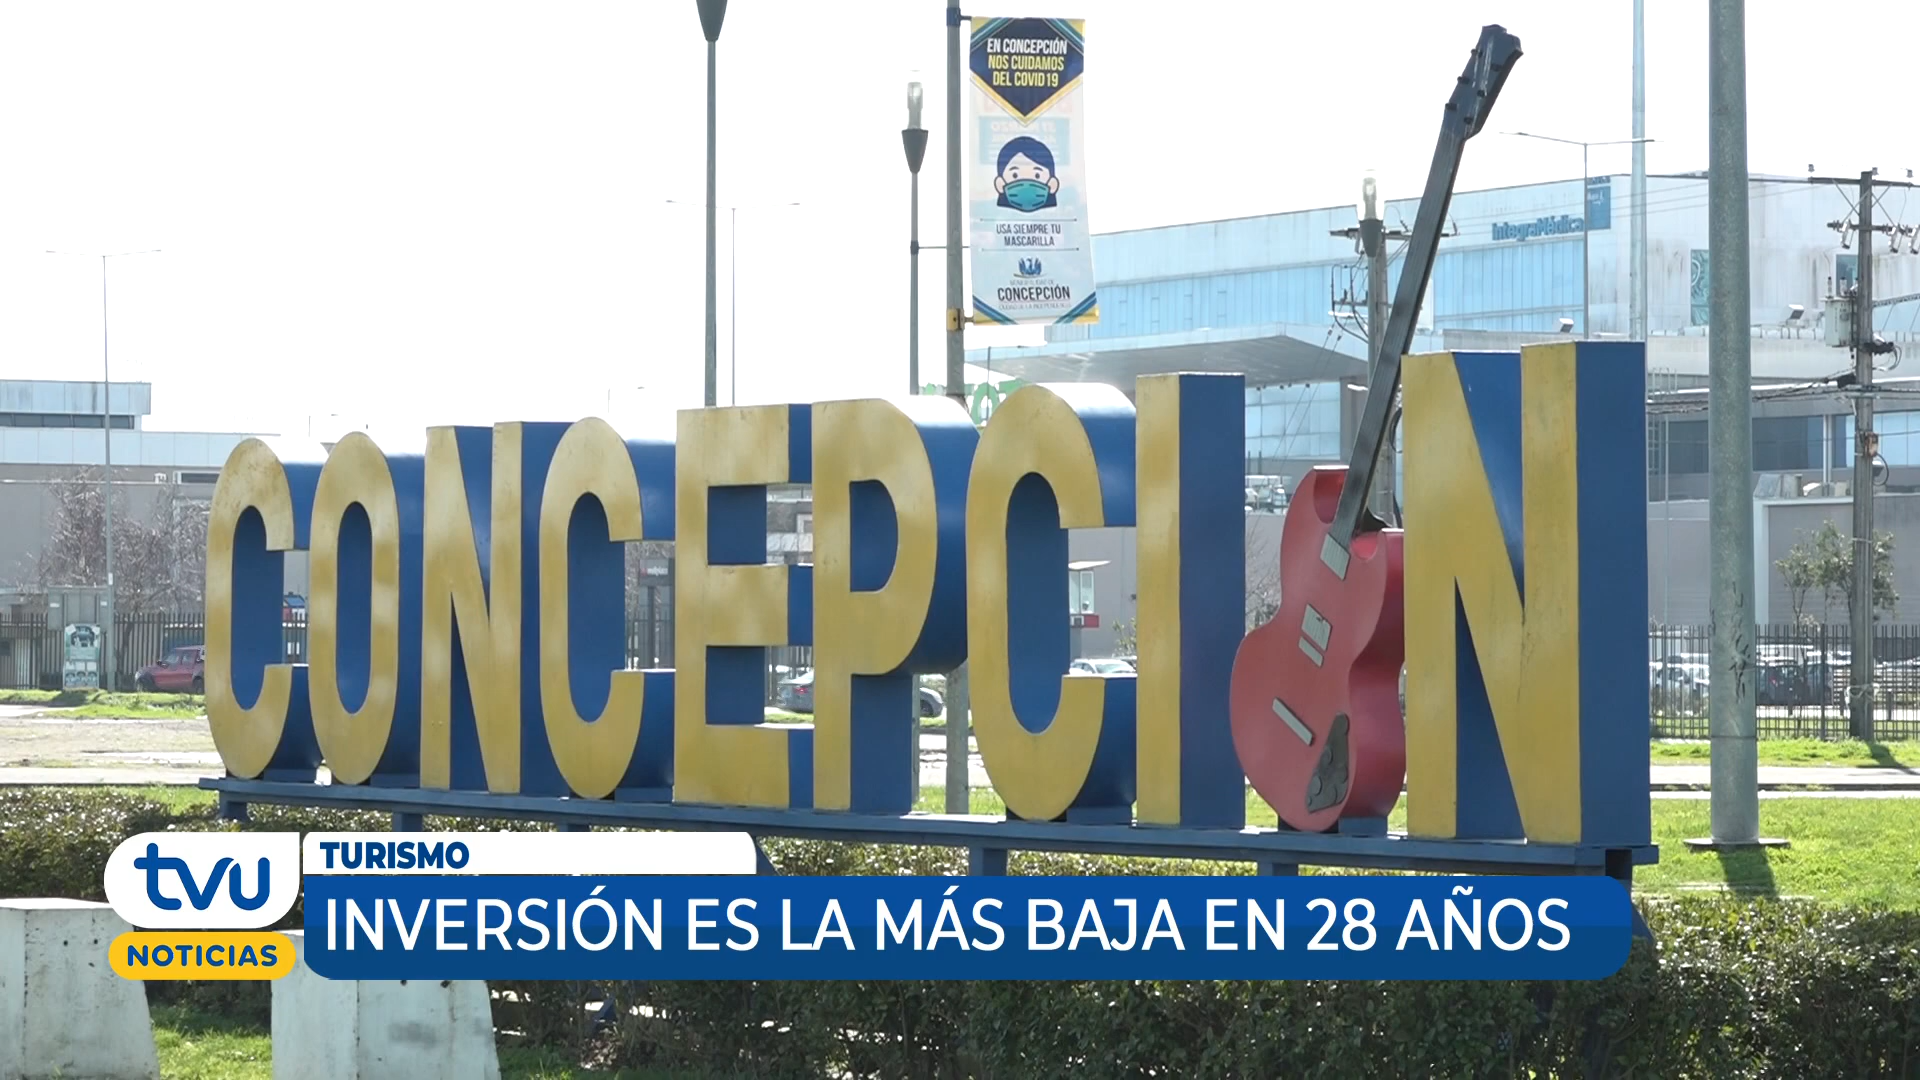 EN CONCEPCIÓN
NOS CUIDAMOS
DEL COVID19
USA SIEMPRE TU
MASCARILLA
CONCEPCIÓN
IntegraMédica
CONCEPCI N
tvu
NOTICIAS
TURISMO
INVERSIÓN ES LA MÁS BAJA EN 28 AÑOS